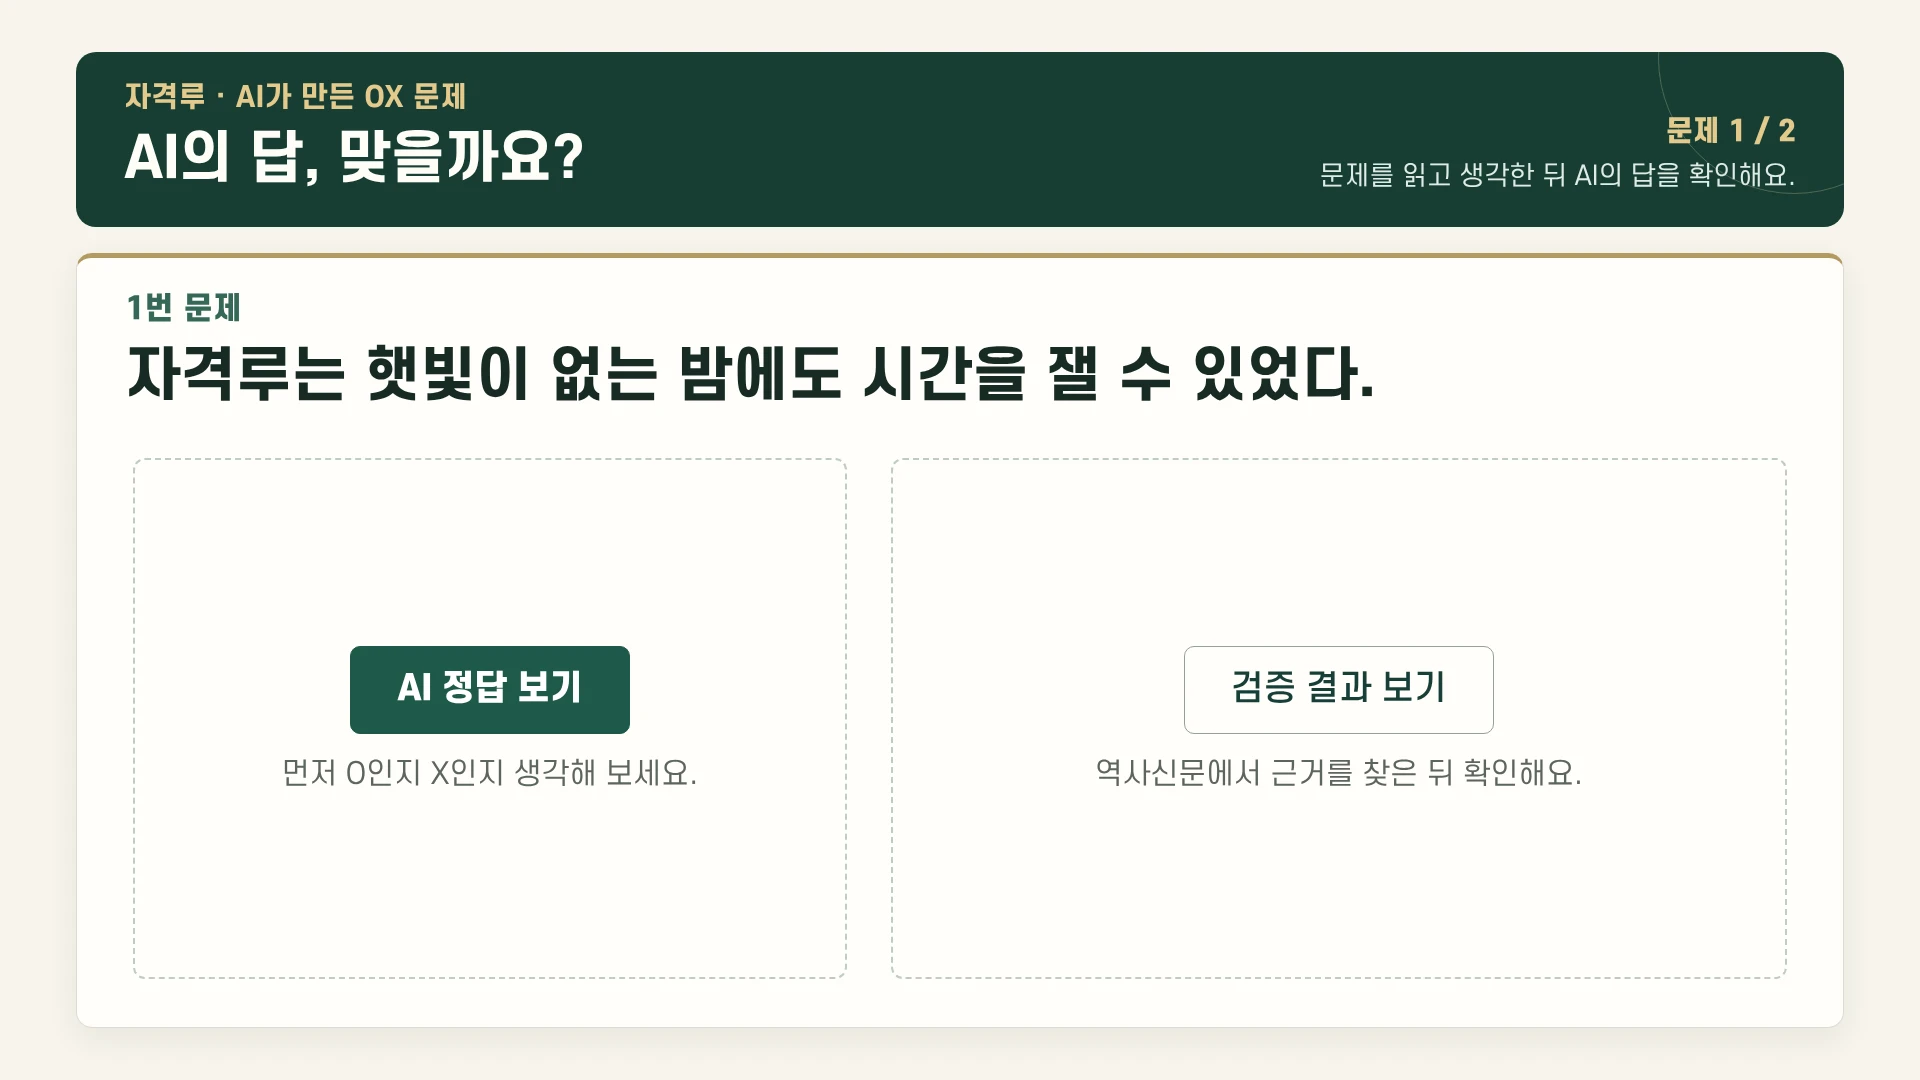 자격루 · AI가 만든 OX 문제
AI의 답, 맞을까요?
문제 1 / 2
문제를 읽고 생각한 뒤 AI의 답을 확인해요.
1번 문제
자격루는 햇빛이 없는 밤에도 시간을 잴 수 있었다.
AI 정답 보기
먼저 O인지 X인지 생각해 보세요.
검증 결과 보기
역사신문에서 근거를 찾은 뒤 확인해요.